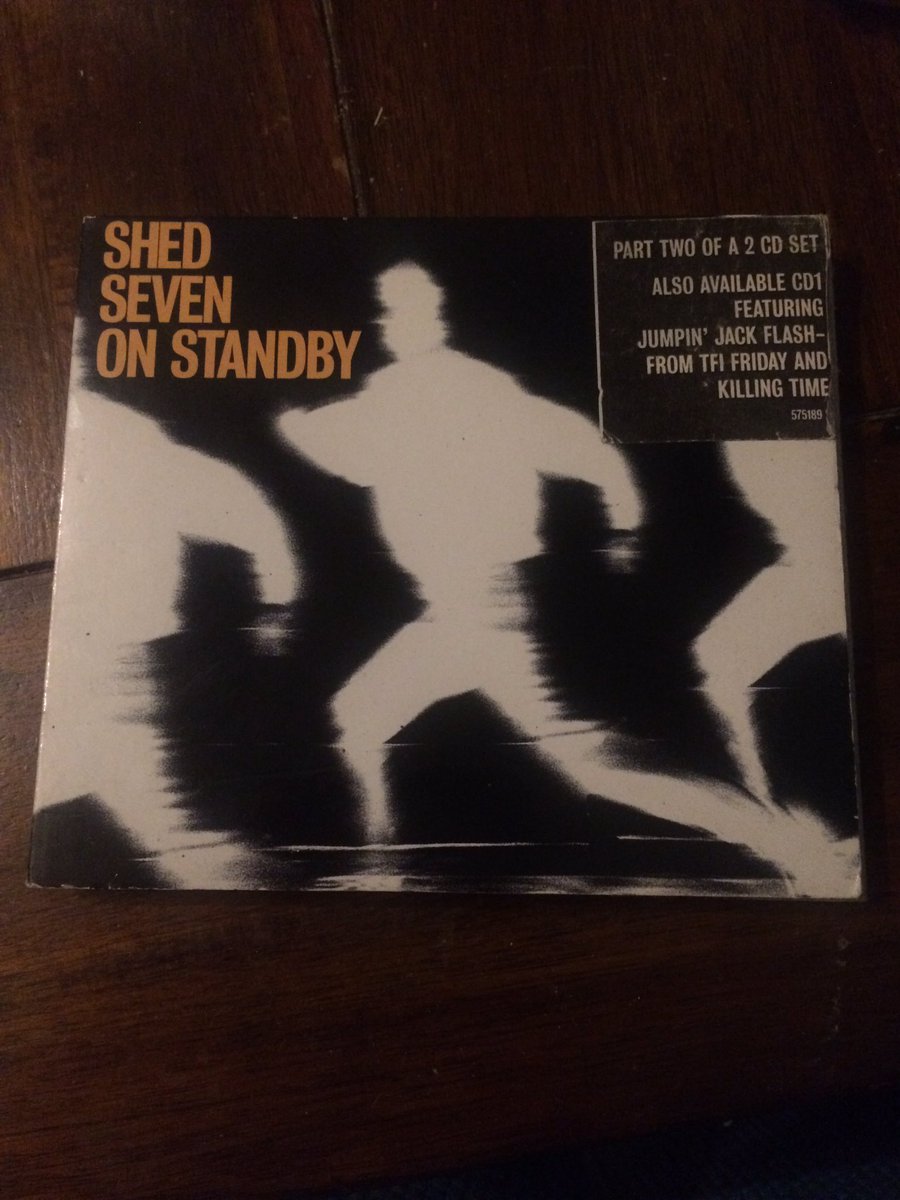 SHED
SEVEN
ON STANDBY
PART TWO OF A 2 CD SET
ALSO AVAILABLE CD1
FEATURING
JUMPIN' JACK FLASH-
FROM TFI FRIDAY AND
KILLING TIME
575189